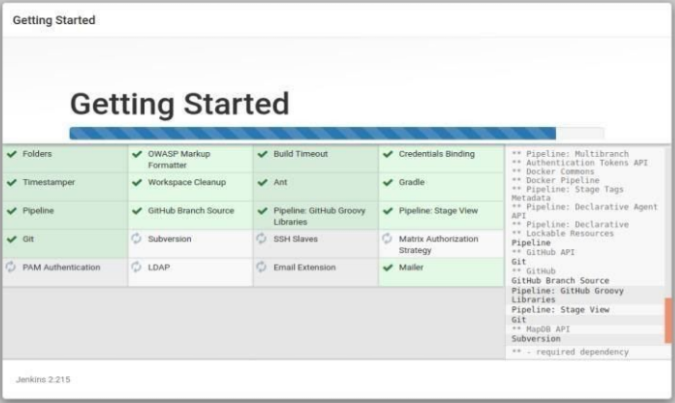 Getting Started
Getting Started
Folders
OWASP Markup
Formatter
Build Timeout
Credentials Binding
Timestamper
Workspace Cleanup
Ant
Gradle
Pipeline
GitHub Branch Source
Pipeline: GitHub Groovy
Libraries
Pipeline: Stage View
Git
Subversion
SSH Slaves
Matrix Authorization
Strategy
PAM Authentication
LDAP
Email Extension
Mailer
** Pipeline: Multibranch
** Authentication Tokens API
** Docker Commons
** Docker Pipeline
** Pipeline: Stage Tags
Metadata
** Pipeline: Declarative Agent
API
** Pipeline: Declarative
** Lockable Resources
Pipeline
** GitHub API
Git
** GitHub
GitHub Branch Source
Pipeline: GitHub Groovy
Libraries
Pipeline: Stage View
Git
** MapDB API
Subversion
** - required dependency
Jenkins 2.215